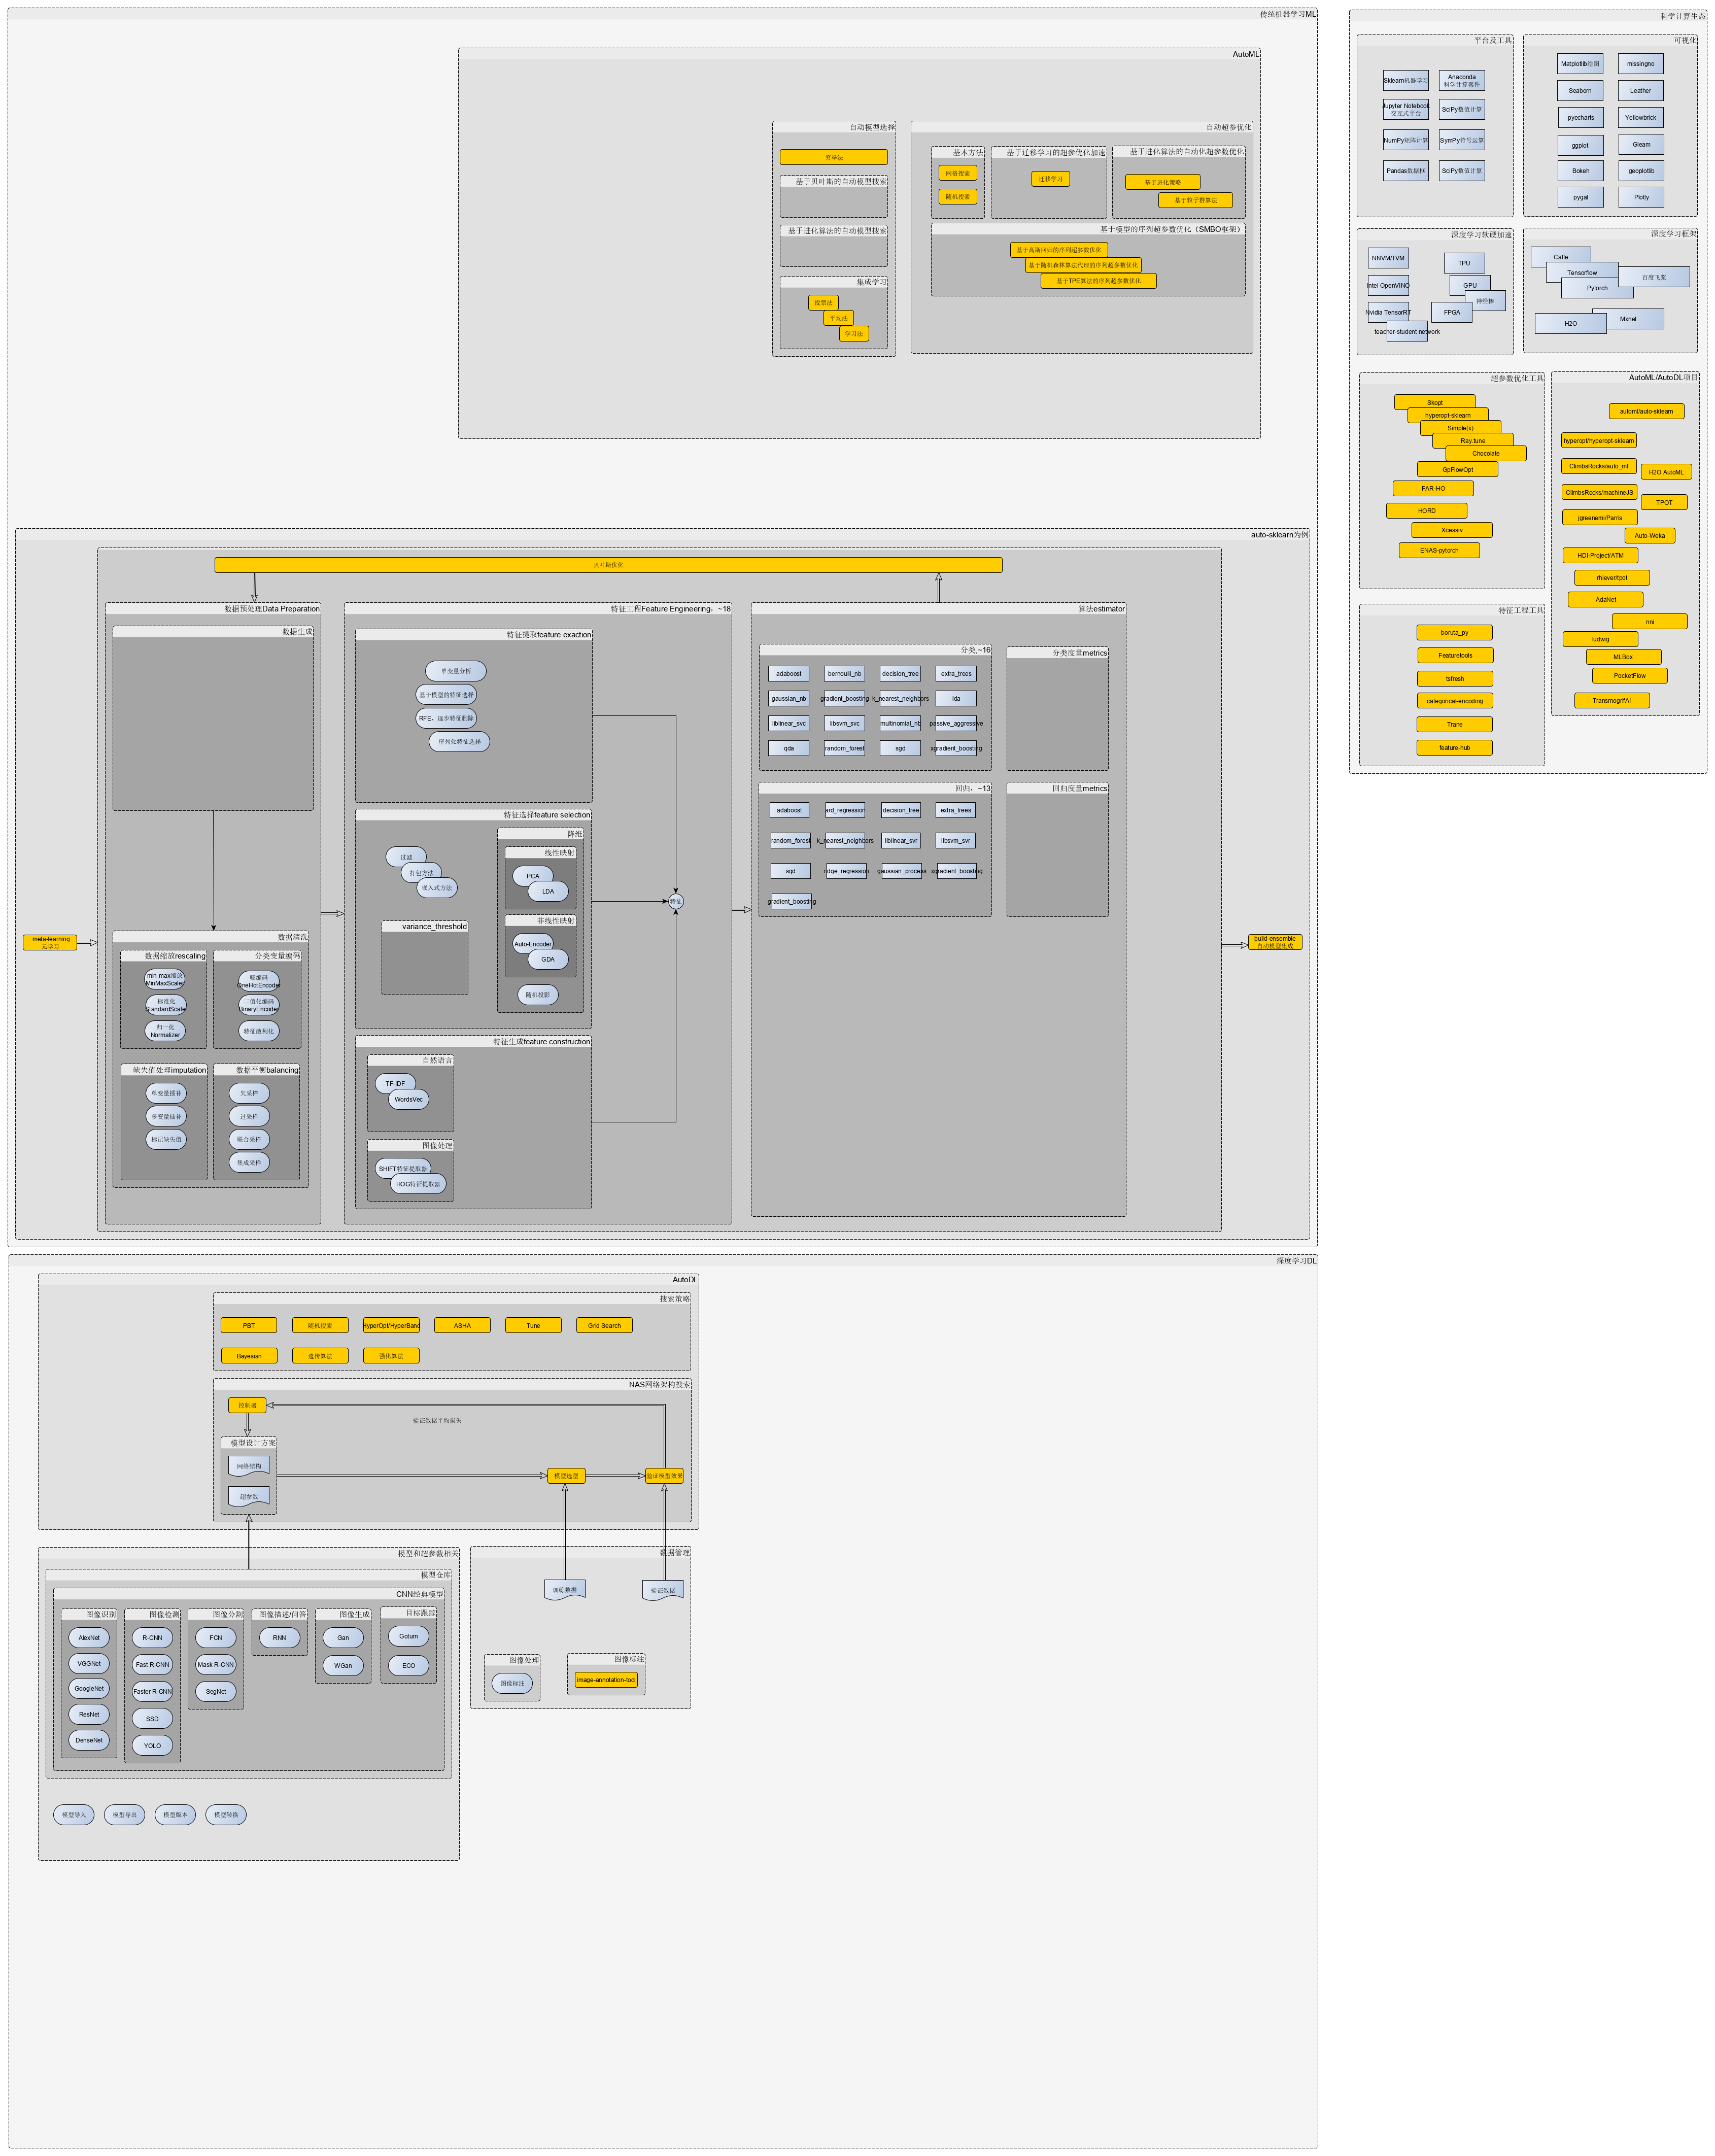 传统机器学习ML
AutoML
自动模型选择
穷举法
基于贝叶斯的自动模型搜索
基于进化算法的自动模型搜索
集成学习
投票法
平均法
学习法
自动超参优化
基本方法
网格搜索
随机搜索
基于迁移学习的超参优化加速
迁移学习
基于进化算法的自动化超参数优化
基于进化策略
基于粒子群算法
基于模型的序列超参数优化（SMBO框架）
基于高斯回归的序列超参数优化
基于随机森林算法代理的序列超参数优化
基于TPE算法的序列超参数优化
auto-sklearn为例
贝叶斯优化
meta-learning
元学习
数据预处理Data Preparation
数据生成
数据清洗
数据缩放rescaling
min-max缩放
MinMaxScaler
标准化
StandardScaler
归一化
Normalizer
分类变量编码
哑编码
OneHotEncoder
二值化编码
BinaryEncoder
特征散列化
缺失值处理imputation
单变量插补
多变量插补
标记缺失值
数据平衡balancing
欠采样
过采样
联合采样
集成采样
特征工程Feature Engineering，~18
特征提取feature exaction
单变量分析
基于模型的特征选择
RFE，逐步特征删除
序列化特征选择
特征选择feature selection
过滤
打包方法
嵌入式方法
variance_threshold
降维
线性映射
PCA
LDA
非线性映射
Auto-Encoder
GDA
随机投影
特征
特征生成feature construction
自然语言
TF-IDF
WordsVec
图像处理
SHIFT特征提取器
HOG特征提取器
算法estimator
分类,~16
adaboost
bernoulli_nb
decision_tree
extra_trees
gaussian_nb
gradient_boosting
k_nearest_neighbors
lda
liblinear_svc
libsvm_svc
multinomial_nb
passive_aggressive
qda
random_forest
sgd
xgradient_boosting
分类度量metrics
回归，~13
adaboost
ard_regression
decision_tree
extra_trees
random_forest
k_nearest_neighbors
liblinear_svr
libsvm_svr
sgd
ridge_regression
gaussian_process
xgradient_boosting
gradient_boosting
回归度量metrics
build-ensemble
自动模型集成
深度学习DL
AutoDL
搜索策略
PBT
随机搜索
HyperOpt/HyperBand
ASHA
Tune
Grid Search
Bayesian
遗传算法
强化算法
NAS网络架构搜索
控制器
验证数据平均损失
模型设计方案
网络结构
超参数
模型选型
验证模型效果
模型和超参数相关
模型仓库
CNN经典模型
图像识别
AlexNet
VGGNet
GoogleNet
ResNet
DenseNet
图像检测
R-CNN
Fast R-CNN
Faster R-CNN
SSD
YOLO
图像分割
FCN
Mask R-CNN
SegNet
图像描述/问答
RNN
图像生成
Gan
WGan
目标跟踪
Goturn
ECO
模型导入
模型导出
模型版本
模型转换
数据管理
训练数据
验证数据
图像处理
图像标注
图像标注
image-annotation-tool
科学计算生态
平台及工具
Sklearn机器学习
Anaconda
科学计算套件
Jupyter Notebook
交互式平台
SciPy数值计算
NumPy矩阵计算
SymPy符号运算
Pandas数据框
SciPy数值计算
可视化
Matplotlib绘图
missingno
Seaborn
Leather
pyecharts
Yellowbrick
ggplot
Gleam
Bokeh
geoplotlib
pygal
Plotly
深度学习软硬加速
NNVM/TVM
TPU
Intel OpenVINO
GPU
神经棒
Nvidia TensorRT
FPGA
teacher-student network
深度学习框架
Caffe
Tensorflow
百度飞桨
Pytorch
Mxnet
H2O
超参数优化工具
Skopt
hyperopt-sklearn
Simple(x)
Ray.tune
Chocolate
GpFlowOpt
FAR-HO
HORD
Xcessiv
ENAS-pytorch
AutoML/AutoDL项目
automl/auto-sklearn
hyperopt/hyperopt-sklearn
ClimbsRocks/auto_ml
H2O AutoML
ClimbsRocks/machineJS
TPOT
jgreenemi/Parris
Auto-Weka
HDI-Project/ATM
rhiever/tpot
AdaNet
nni
ludwig
MLBox
PocketFlow
TransmogrifAI
特征工程工具
boruta_py
Featuretools
tsfresh
categorical-encoding
Trane
feature-hub